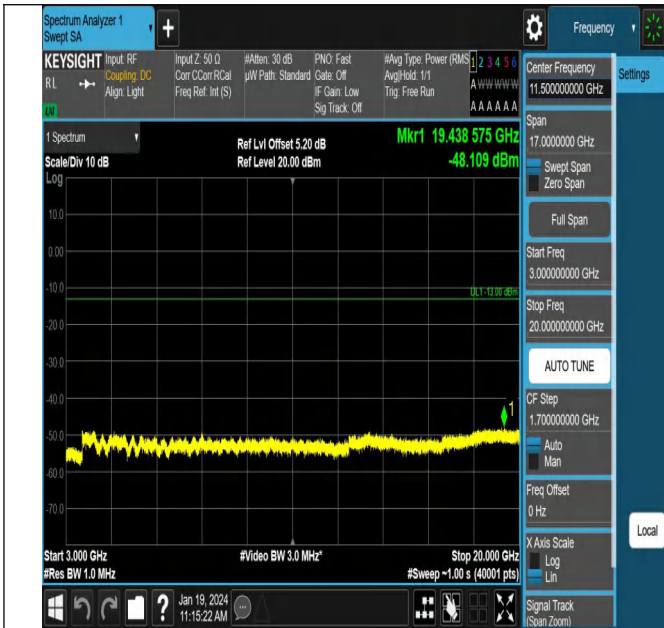 Spectrum Analyzer 1
Swept SA
+
Frequency
KEYSIGHT
RL
LXI
Input: RF
Coupling: DC
Align: Light
Input Z: 50 Ω
Corr CCorr RCal
Freq Ref: Int (S)
#Atten: 30 dB
µW Path: Standard
PNO: Fast
Gate: Off
IF Gain: Low
Sig Track: Off
#Avg Type: Power (RMS
Avg|Hold: 1/1
Trig: Free Run
1 2 3 4 5 6
A W W W W W
A A A A A A
1 Spectrum
Scale/Div 10 dB
Log
Ref Lvl Offset 5.20 dB
Ref Level 20.00 dBm
Mkr1 19.438 575 GHz
-48.109 dBm
10.0
0.00
-10.0
DL1 -13.00 dBm
-20.0
-30.0
-40.0
1
-50.0
-60.0
-70.0
Start 3.000 GHz
#Res BW 1.0 MHz
#Video BW 3.0 MHz*
Stop 20.000 GHz
#Sweep ~1.00 s (40001 pts)
?
Jan 19, 2024
11:15:22 AM
Center Frequency
11.500000000 GHz
Settings
Span
17.0000000 GHz
Swept Span
Zero Span
Full Span
Start Freq
3.000000000 GHz
Stop Freq
20.000000000 GHz
AUTO TUNE
CF Step
1.700000000 GHz
Auto
Man
Freq Offset
0 Hz
X Axis Scale
Log
Lin
Local
Signal Track
(Span Zoom)